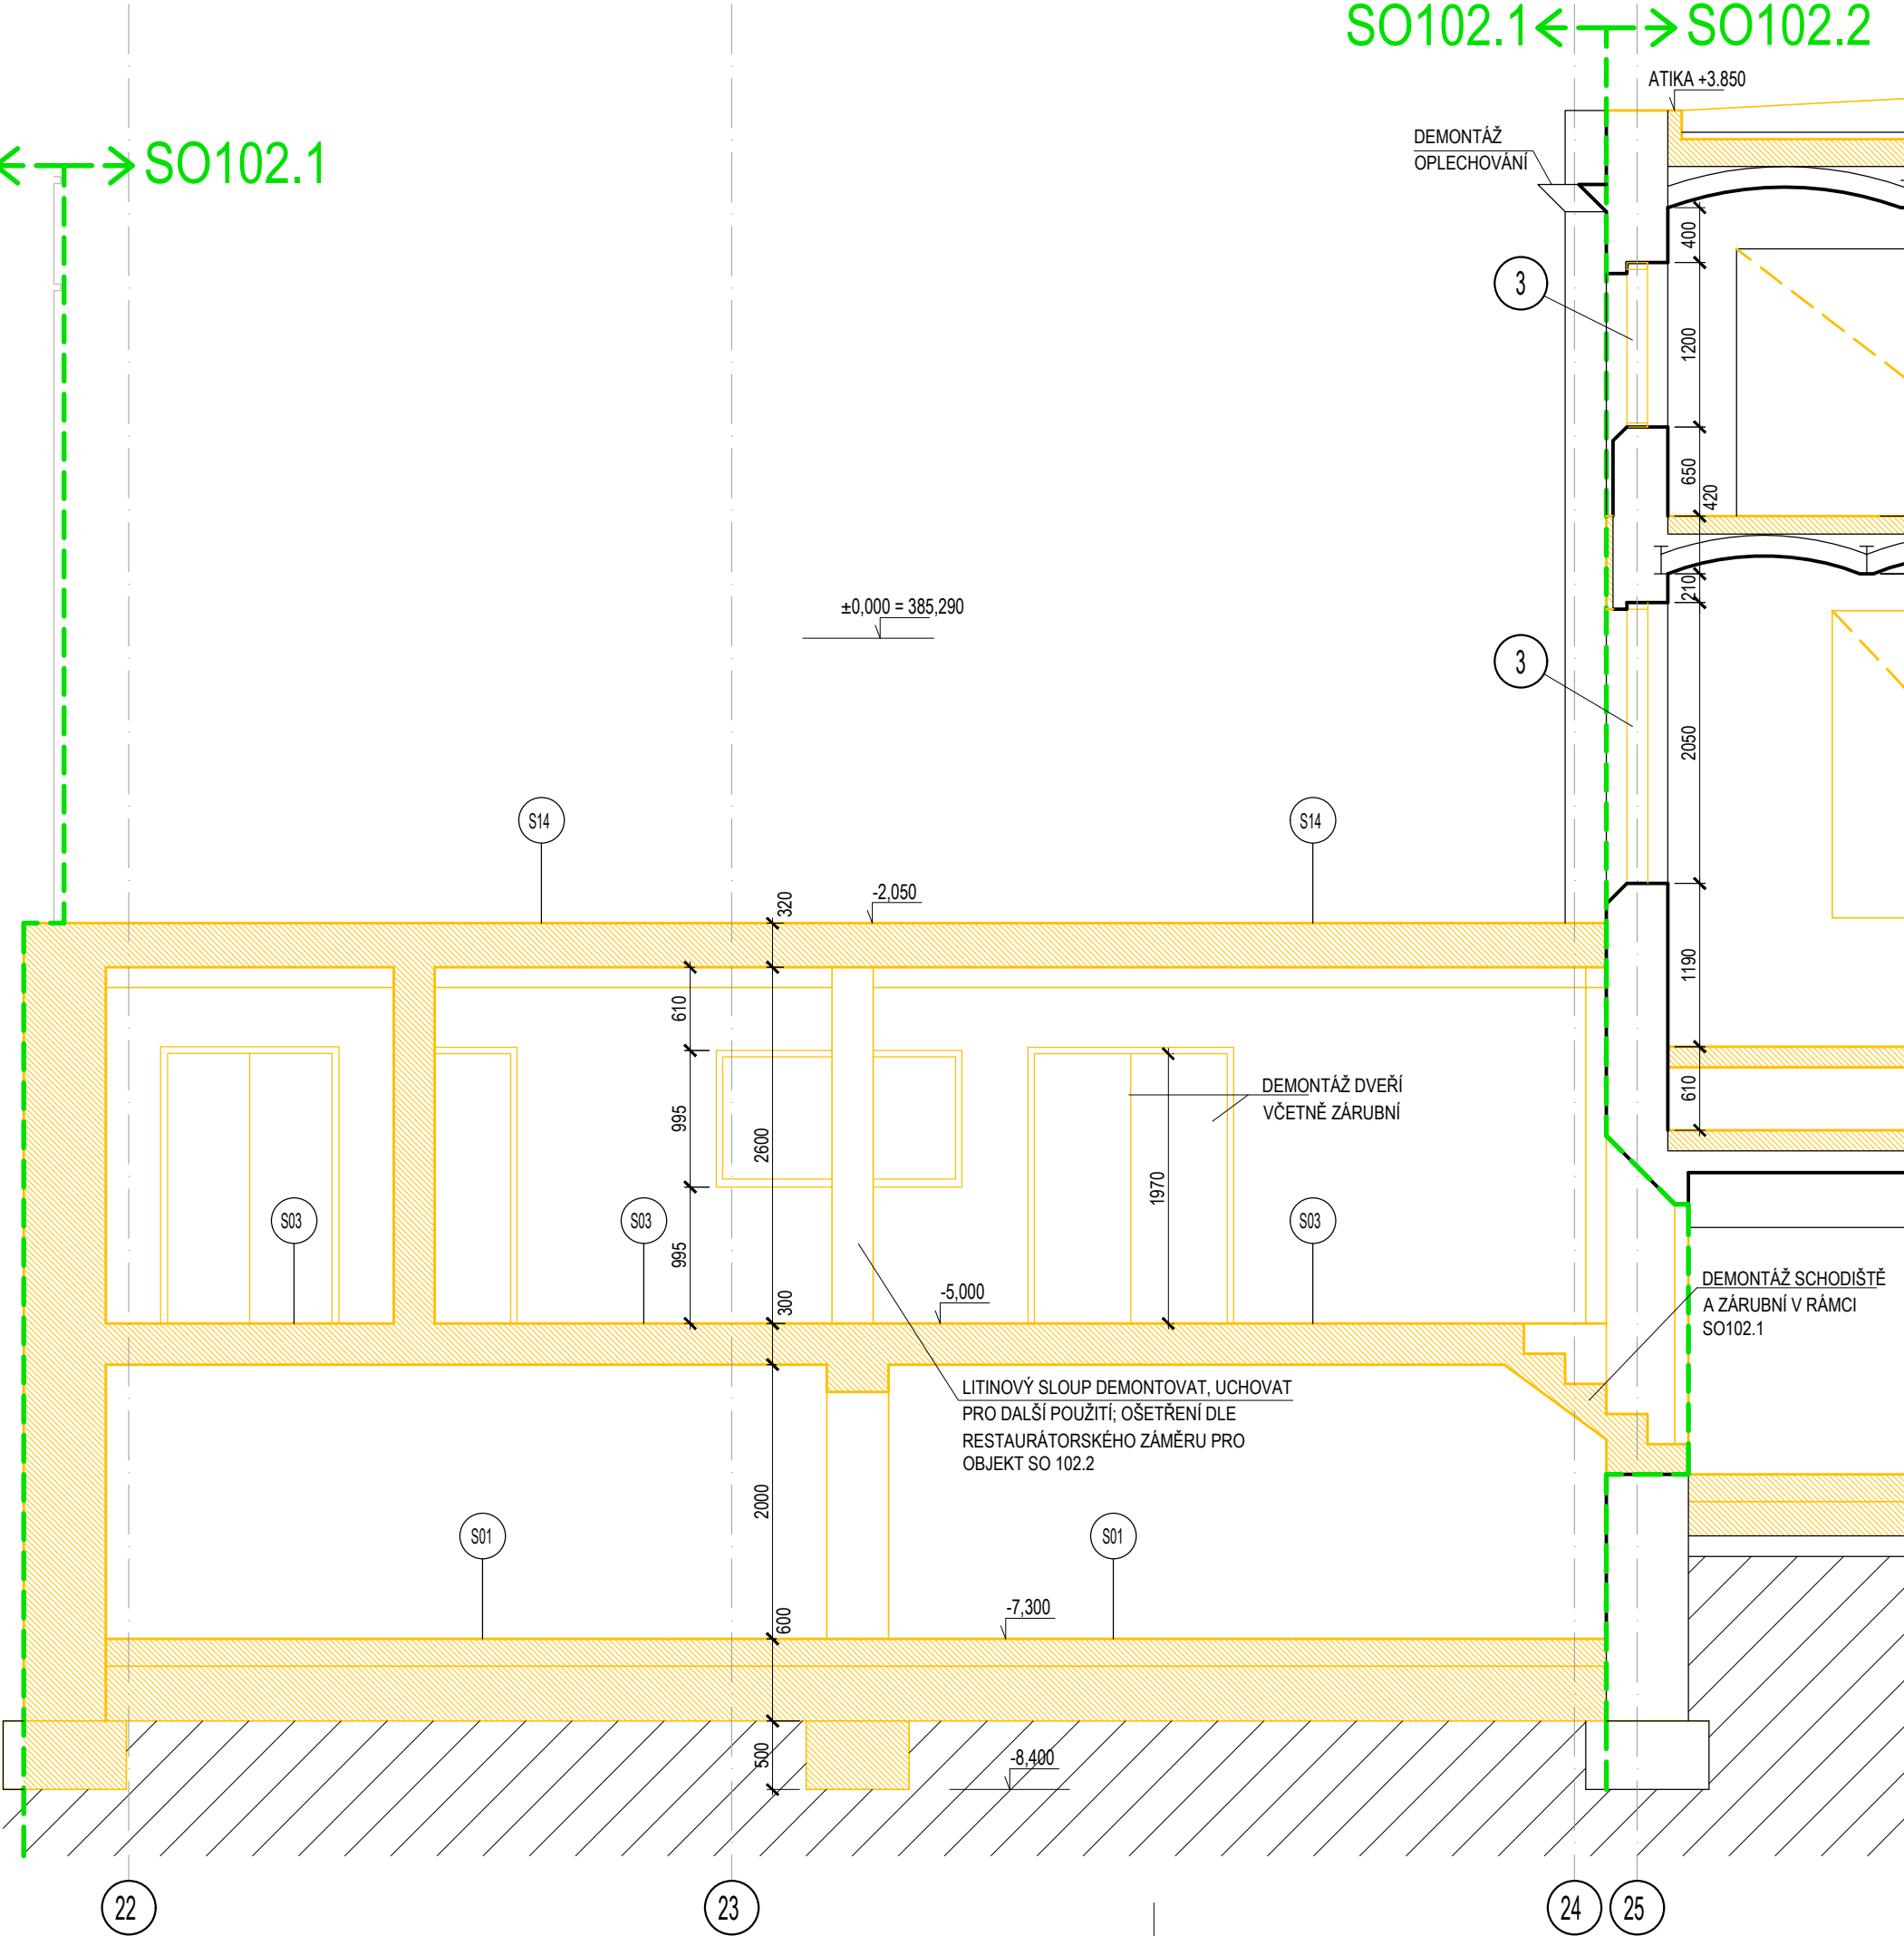 SO102.1
SO102.2
ATIKA +3.850
SO102.1
DEMONTÁŽ
OPLECHOVÁNÍ
400
3
1200
650
420
±0,000 = 385,290
210
3
2050
S14
S14
320
-2,050
610
1190
995
2600
DEMONTÁŽ DVEŘÍ
VČETNĚ ZÁRUBNÍ
610
1970
S03
S03
S03
995
300
-5,000
DEMONTÁŽ SCHODIŠTĚ
A ZÁRUBNÍ V RÁMCI
SO102.1
LITINOVÝ SLOUP DEMONTOVAT, UCHOVAT
PRO DALŠÍ POUŽITÍ; OŠETŘENÍ DLE
RESTAURÁTORSKÉHO ZÁMĚRU PRO
OBJEKT SO 102.2
2000
S01
S01
600
-7,300
500
-8,400
22
23
24
25